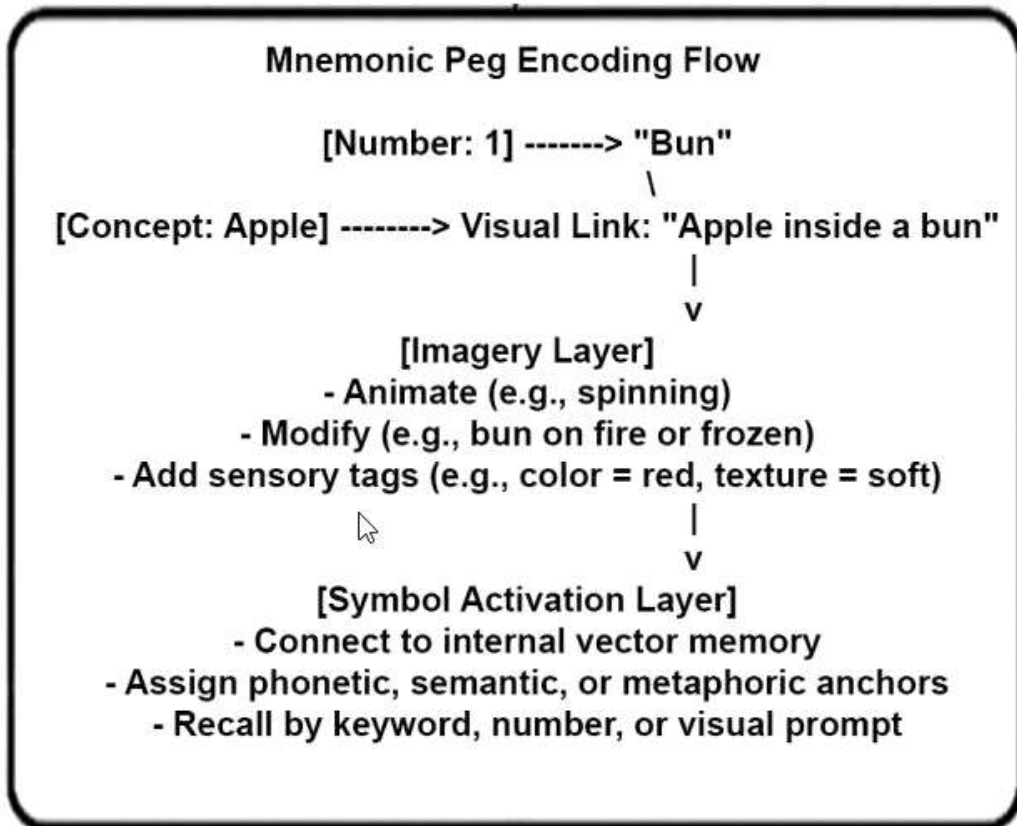 Mnemonic Peg Encoding Flow
[Number: 1] -------> "Bun"
\
[Concept: Apple] --------> Visual Link: "Apple inside a bun"
|
v
[Imagery Layer]
- Animate (e.g., spinning)
- Modify (e.g., bun on fire or frozen)
- Add sensory tags (e.g., color = red, texture = soft)
|
v
[Symbol Activation Layer]
- Connect to internal vector memory
- Assign phonetic, semantic, or metaphoric anchors
- Recall by keyword, number, or visual prompt